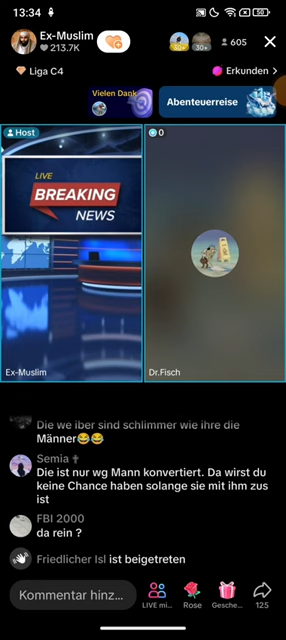 13:34
50
Ex-Muslim
213.7K
50+
30+
605
Liga C4
Erkunden
Vielen Dank
Abenteuerreise
Host
0
LIVE
BREAKING
NEWS
Ex-Muslim
Dr.Fisch
Die we iber sind schlimmer wie ihre die
Männer😂😂
Semia✝
Die ist nur wg Mann konvertiert. Da wirst du
keine Chance haben solange sie mit ihm zus
ist
FBI 2000
da rein ?
Friedlicher Isl ist beigetreten
Kommentar hinz...
LIVE mi...
Rose
Gesche...
125